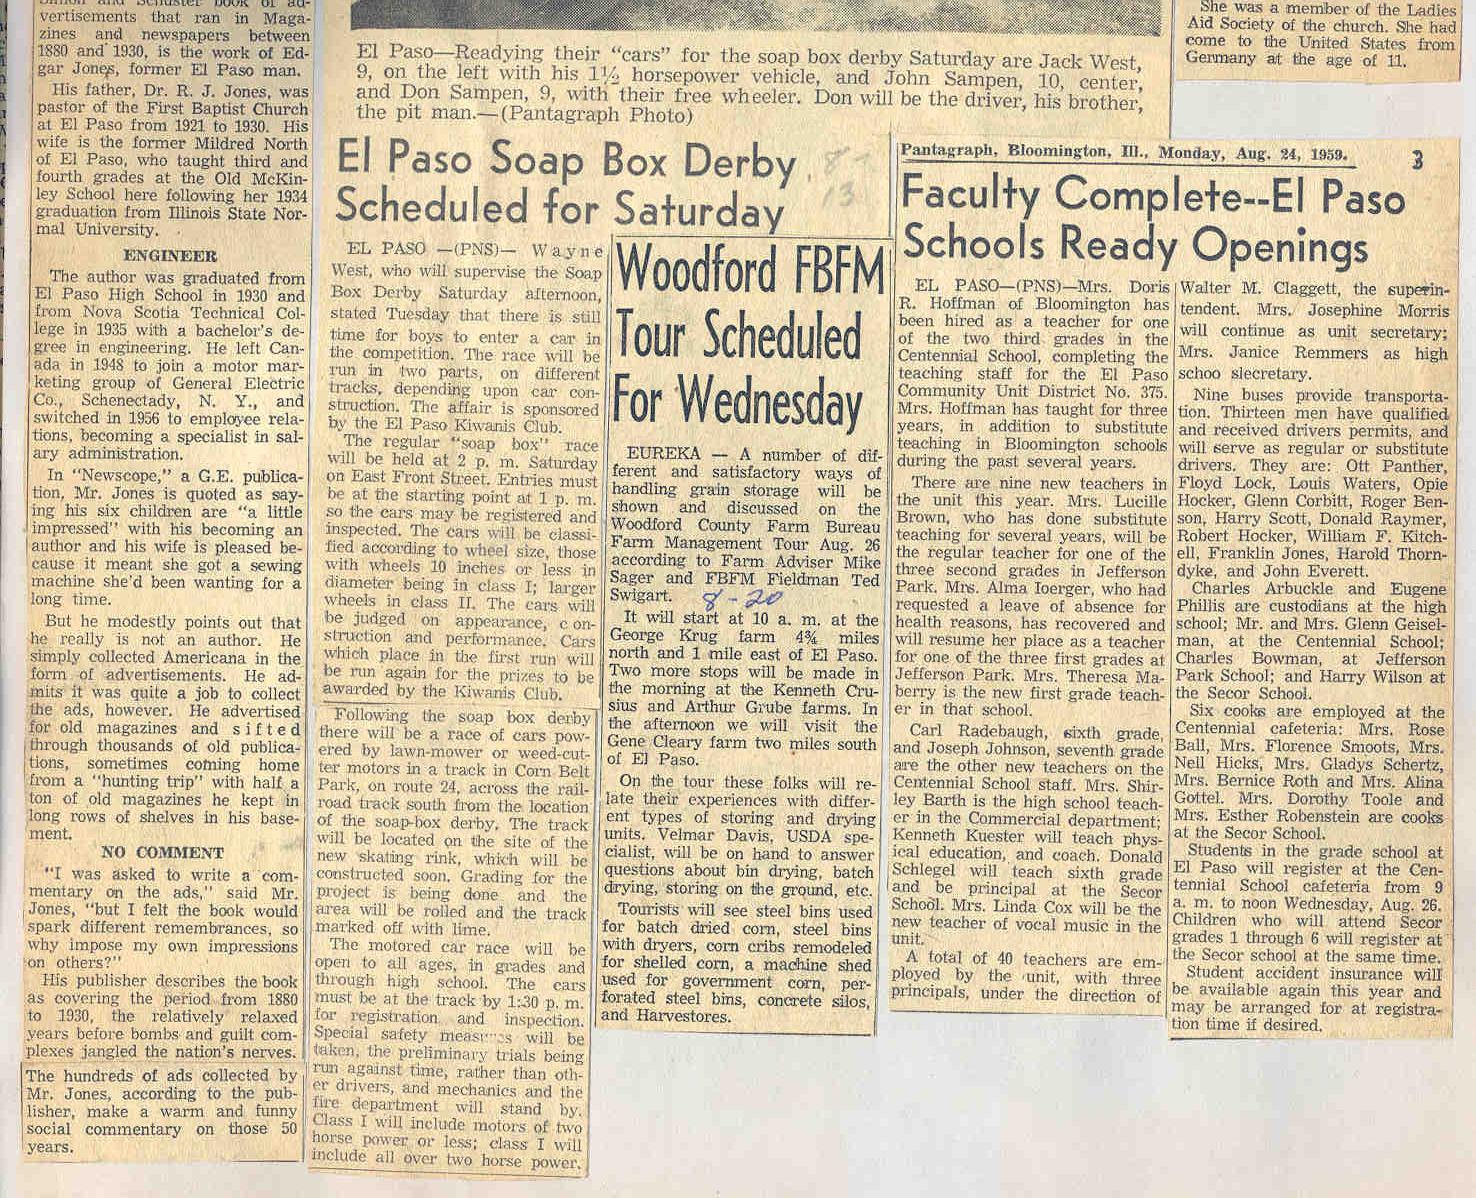 Simon and Schuster book of ad-
vertisements that ran in Maga-
zines and newspapers between
1880 and 1930, is the work of Ed-
gar Jones, former El Paso man.
His father, Dr. R. J. Jones, was
pastor of the First Baptist Church
at El Paso from 1921 to 1930. His
wife is the former Mildred North
of El Paso, who taught third and
fourth grades at the Old McKin-
ley School here following her 1934
graduation from Illinois State Nor-
mal University.
ENGINEER
The author was graduated from
El Paso High School in 1930 and
from Nova Scotia Technical Col-
lege in 1935 with a bachelor's de-
gree in engineering. He left Can-
ada in 1948 to join a motor mar-
keting group of General Electric
Co., Schenectady, N. Y., and
switched in 1956 to employee rela-
tions, becoming a specialist in sal-
ary administration.
In "Newscope," a G.E. publica-
tion, Mr. Jones is quoted as say-
ing his six children are "a little
impressed" with his becoming an
author and his wife is pleased be-
cause it meant she got a sewing
machine she'd been wanting for a
long time.
But he modestly points out that
he really is not an author. He
simply collected Americana in the
form of advertisements. He ad-
mits it was quite a job to collect
the ads, however. He advertised
for old magazines and sifted
through thousands of old publica-
tions, sometimes coming home
from a "hunting trip" with half a
ton of old magazines he kept in
long rows of shelves in his base-
ment.
NO COMMENT
"I was asked to write a com-
mentary on the ads," said Mr.
Jones, "but I felt the book would
spark different remembrances, so
why impose my own impressions
on others?"
His publisher describes the book
as covering the period from 1880
to 1930, the relatively relaxed
years before bombs and guilt com-
plexes jangled the nation's nerves.
The hundreds of ads collected by
Mr. Jones, according to the pub-
lisher, make a warm and funny
social commentary on those 50
years.
El Paso—Readying their "cars" for the soap box derby Saturday are Jack West,
9, on the left with his 1½ horsepower vehicle, and John Sampen, 10, center,
and Don Sampen, 9, with their free wheeler. Don will be the driver, his brother,
the pit man.—(Pantagraph Photo)
El Paso Soap Box Derby
Scheduled for Saturday
8-
13
EL PASO —(PNS)— Wayne
West, who will supervise the Soap
Box Derby Saturday afternoon,
stated Tuesday that there is still
time for boys to enter a car in
the competition. The race will be
run in two parts, on different
tracks, depending upon car con-
struction. The affair is sponsored
by the El Paso Kiwanis Club.
The regular "soap box" race
will be held at 2 p. m. Saturday
on East Front Street. Entries must
be at the starting point at 1 p. m.
so the cars may be registered and
inspected. The cars will be classi-
fied according to wheel size, those
with wheels 10 inches or less in
diameter being in class I; larger
wheels in class II. The cars will
be judged on appearance, con-
struction and performance. Cars
which place in the first run will
be run again for the prizes to be
awarded by the Kiwanis Club.
Following the soap box derby
there will be a race of cars pow-
ered by lawn-mower or weed-cut-
ter motors in a track in Corn Belt
Park, on route 24, across the rail-
road track south from the location
of the soap-box derby. The track
will be located on the site of the
new skating rink, which will be
constructed soon. Grading for the
project is being done and the
area will be rolled and the track
marked off with lime.
The motored car race will be
open to all ages, in grades and
through high school. The cars
must be at the track by 1:30 p. m.
for registration and inspection.
Special safety measures will be
taken, the preliminary trials being
run against time, rather than oth-
er drivers, and mechanics and the
fire department will stand by.
Class I will include motors of two
horse power or less; class I will
include all over two horse power.
Woodford FBFM
Tour Scheduled
For Wednesday
EUREKA — A number of dif-
ferent and satisfactory ways of
handling grain storage will be
shown and discussed on the
Woodford County Farm Bureau
Farm Management Tour Aug. 26
according to Farm Adviser Mike
Sager and FBFM Fieldman Ted
Swigart. 8-20
It will start at 10 a. m. at the
George Krug farm 4¾ miles
north and 1 mile east of El Paso.
Two more stops will be made in
the morning at the Kenneth Cru-
sius and Arthur Grube farms. In
the afternoon we will visit the
Gene Cleary farm two miles south
of El Paso.
On the tour these folks will re-
late their experiences with differ-
ent types of storing and drying
units. Velmar Davis, USDA spe-
cialist, will be on hand to answer
questions about bin drying, batch
drying, storing on the ground, etc.
Tourists will see steel bins used
for batch dried corn, steel bins
with dryers, corn cribs remodeled
for shelled corn, a machine shed
used for government corn, per-
forated steel bins, concrete silos,
and Harvestores.
She was a member of the Ladies
Aid Society of the church. She had
come to the United States from
Germany at the age of 11.
Pantagraph, Bloomington, Ill., Monday, Aug. 24, 1959. 3
Faculty Complete--El Paso
Schools Ready Openings
EL PASO—(PNS)—Mrs. Doris
R. Hoffman of Bloomington has
been hired as a teacher for one
of the two third grades in the
Centennial School, completing the
teaching staff for the El Paso
Community Unit District No. 375.
Mrs. Hoffman has taught for three
years, in addition to substitute
teaching in Bloomington schools
during the past several years.
There are nine new teachers in
the unit this year. Mrs. Lucille
Brown, who has done substitute
teaching for several years, will be
the regular teacher for one of the
three second grades in Jefferson
Park. Mrs. Alma Ioerger, who had
requested a leave of absence for
health reasons, has recovered and
will resume her place as a teacher
for one of the three first grades at
Jefferson Park. Mrs. Theresa Ma-
berry is the new first grade teach-
er in that school.
Carl Radebaugh, sixth grade,
and Joseph Johnson, seventh grade
are the other new teachers on the
Centennial School staff. Mrs. Shir-
ley Barth is the high school teach-
er in the Commercial department;
Kenneth Kuester will teach phys-
ical education, and coach. Donald
Schlegel will teach sixth grade
and be principal at the Secor
School. Mrs. Linda Cox will be the
new teacher of vocal music in the
unit.
A total of 40 teachers are em-
ployed by the unit, with three
principals, under the direction of
Walter M. Claggett, the superin-
tendent. Mrs. Josephine Morris
will continue as unit secretary;
Mrs. Janice Remmers as high
schoo slecretary.
Nine buses provide transporta-
tion. Thirteen men have qualified
and received drivers permits, and
will serve as regular or substitute
drivers. They are: Ott Panther,
Floyd Lock, Louis Waters, Opie
Hocker, Glenn Corbitt, Roger Ben-
son, Harry Scott, Donald Raymer,
Robert Hocker, William F. Kitch-
ell, Franklin Jones, Harold Thorn-
dyke, and John Everett.
Charles Arbuckle and Eugene
Phillis are custodians at the high
school; Mr. and Mrs. Glenn Geisel-
man, at the Centennial School;
Charles Bowman, at Jefferson
Park School; and Harry Wilson at
the Secor School.
Six cooks are employed at the
Centennial cafeteria: Mrs. Rose
Ball, Mrs. Florence Smoots, Mrs.
Nell Hicks, Mrs. Gladys Schertz,
Mrs. Bernice Roth and Mrs. Alina
Gottel. Mrs. Dorothy Toole and
Mrs. Esther Robenstein are cooks
at the Secor School.
Students in the grade school at
El Paso will register at the Cen-
tennial School cafeteria from 9
a. m. to noon Wednesday, Aug. 26.
Children who will attend Secor
grades 1 through 6 will register at
the Secor school at the same time.
Student accident insurance will
be available again this year and
may be arranged for at registra-
tion time if desired.